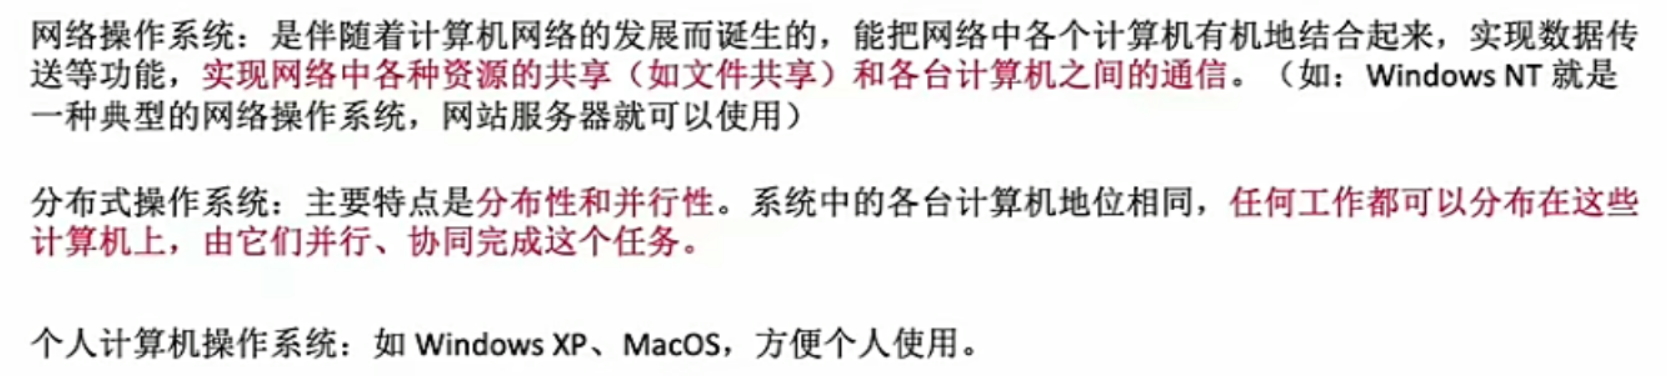 网络操作系统：是伴随着计算机网络的发展而诞生的，能把网络中各个计算机有机地结合起来，实现数据传
送等功能，实现网络中各种资源的共享（如文件共享）和各台计算机之间的通信。（如：Windows NT 就是
一种典型的网络操作系统，网站服务器就可以使用）
分布式操作系统：主要特点是分布性和并行性。系统中的各台计算机地位相同，任何工作都可以分布在这些
计算机上，由它们并行、协同完成这个任务。
个人计算机操作系统：如 Windows XP、MacOS，方便个人使用。